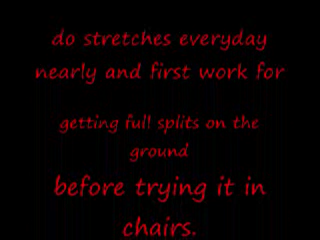 do stretches everyday
nearly and first work for
getting full splits on the
ground
before trying it in
chairs.